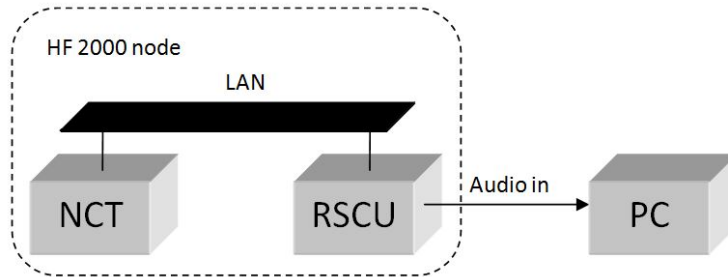 HF 2000 node
LAN
NCT
RSCU
Audio in
PC